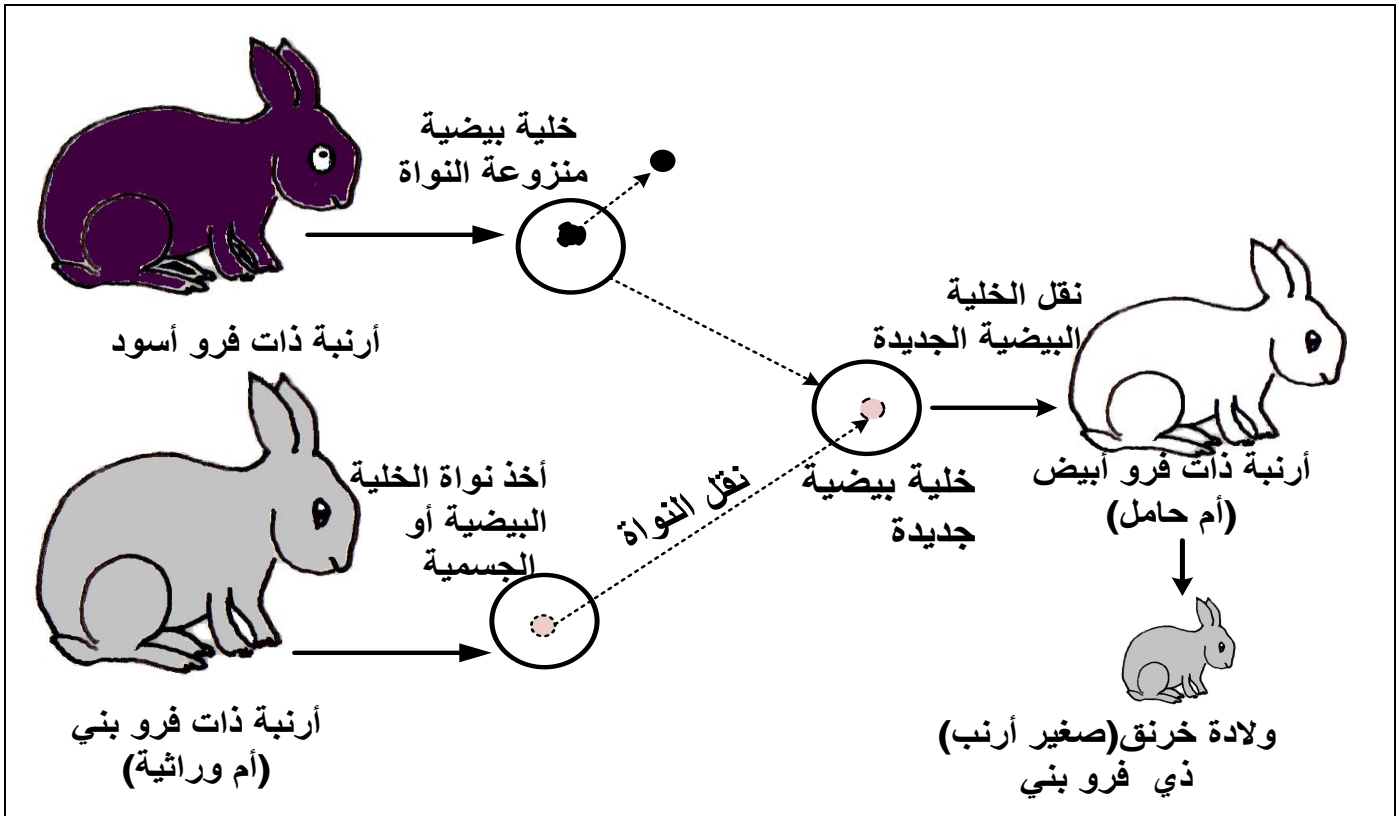 خلية بيضية
منزوعة النواة
أرنبة ذات فرو أسود
نقل الخلية
البيضية الجديدة
أخذ نواة الخلية
البيضية أو
الجسمية
نقل النواة
خلية بيضية
جديدة
أرنبة ذات فرو أبيض
(أم حامل)
أرنبة ذات فرو بني
(أم وراثية)
ولادة خرنق(صغير أرنب)
ذي فرو بني